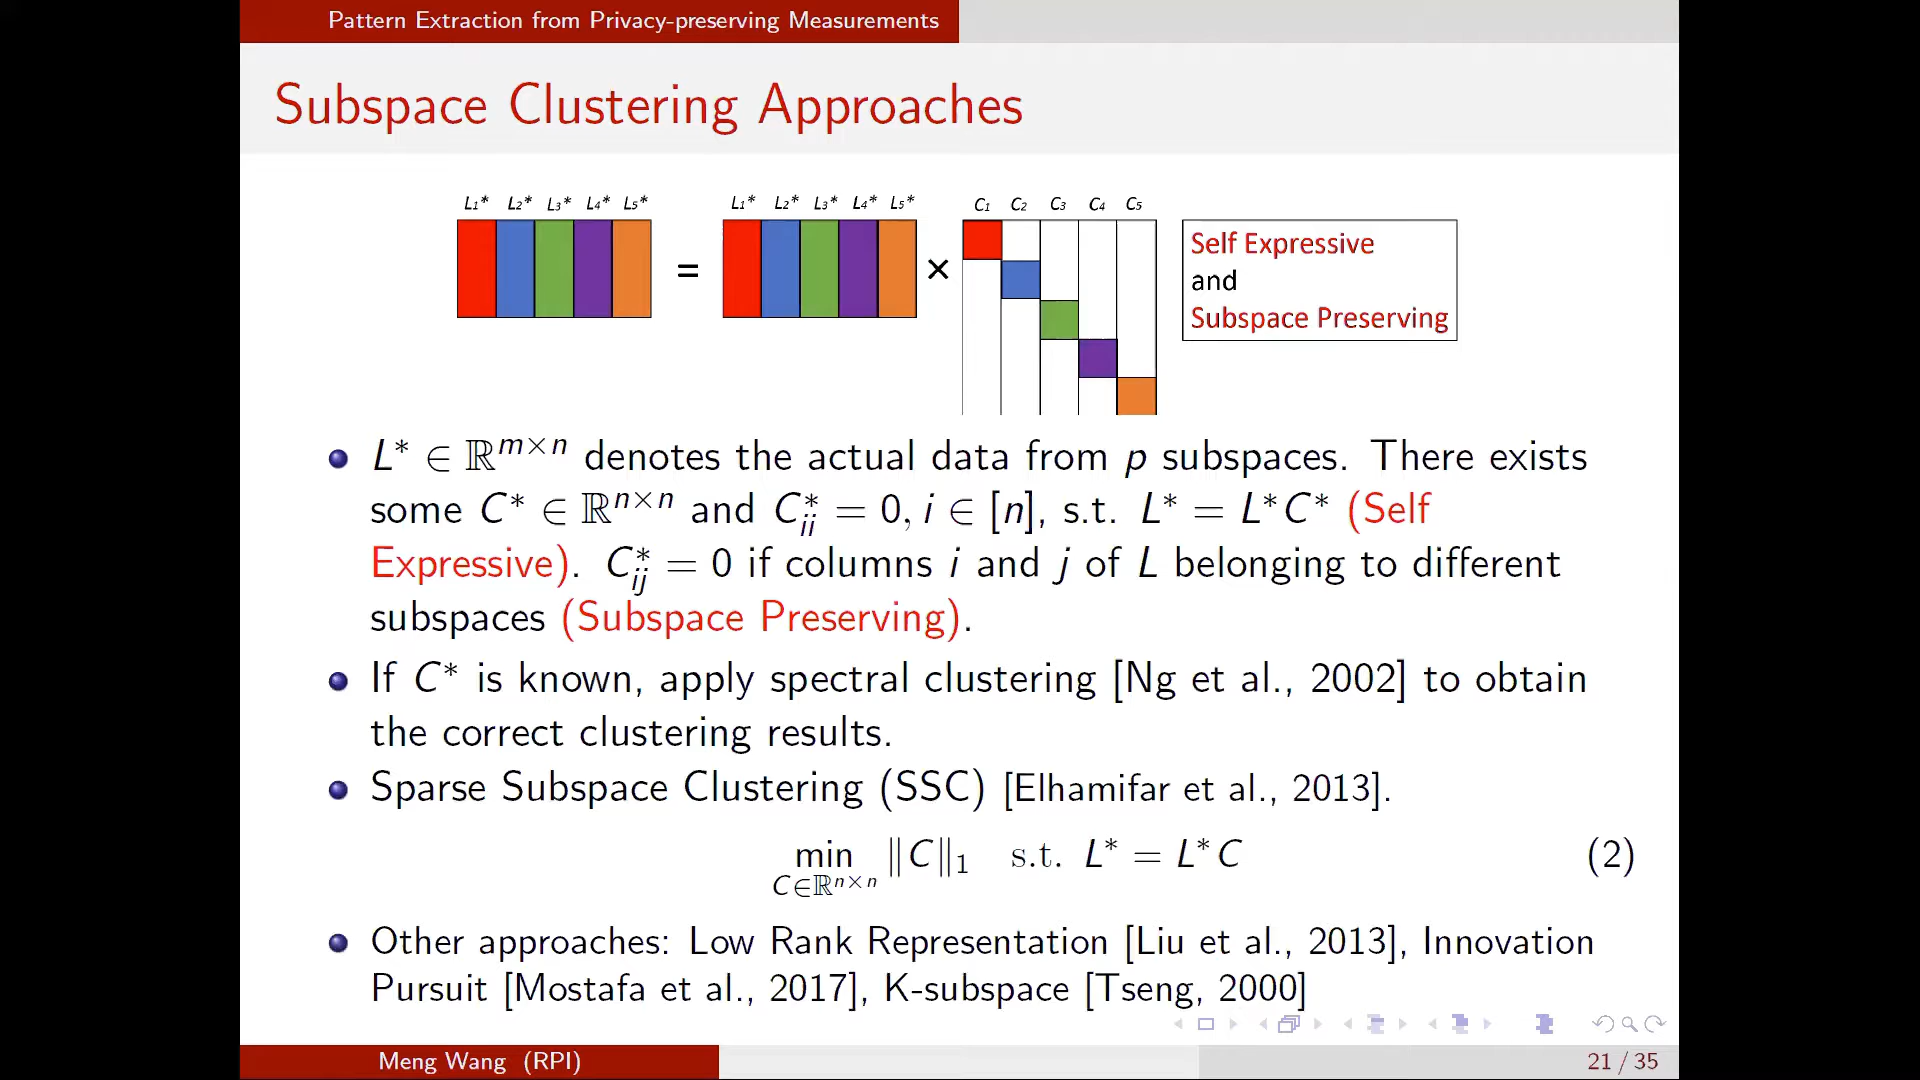 Pattern Extraction from Privacy-preserving Measurements
Subspace Clustering Approaches
L₁* L₂* L₃* L₄* L₅* L₁* L₂* L₃* L₄* L₅* C₁ C₂ C₃ C₄ C₅
= ×
Self Expressive
and
Subspace Preserving
L* ∈ ℝ^{m×n} denotes the actual data from p subspaces. There exists
some C* ∈ ℝ^{n×n} and C*_{ii} = 0, i ∈ [n], s.t. L* = L*C* (Self
Expressive). C*_{ij} = 0 if columns i and j of L belonging to different
subspaces (Subspace Preserving).
If C* is known, apply spectral clustering [Ng et al., 2002] to obtain
the correct clustering results.
Sparse Subspace Clustering (SSC) [Elhamifar et al., 2013].
min_{C∈ℝ^{n×n}} ‖C‖₁ s.t. L* = L*C (2)
Other approaches: Low Rank Representation [Liu et al., 2013], Innovation
Pursuit [Mostafa et al., 2017], K-subspace [Tseng, 2000]
Meng Wang (RPI) 21 / 35